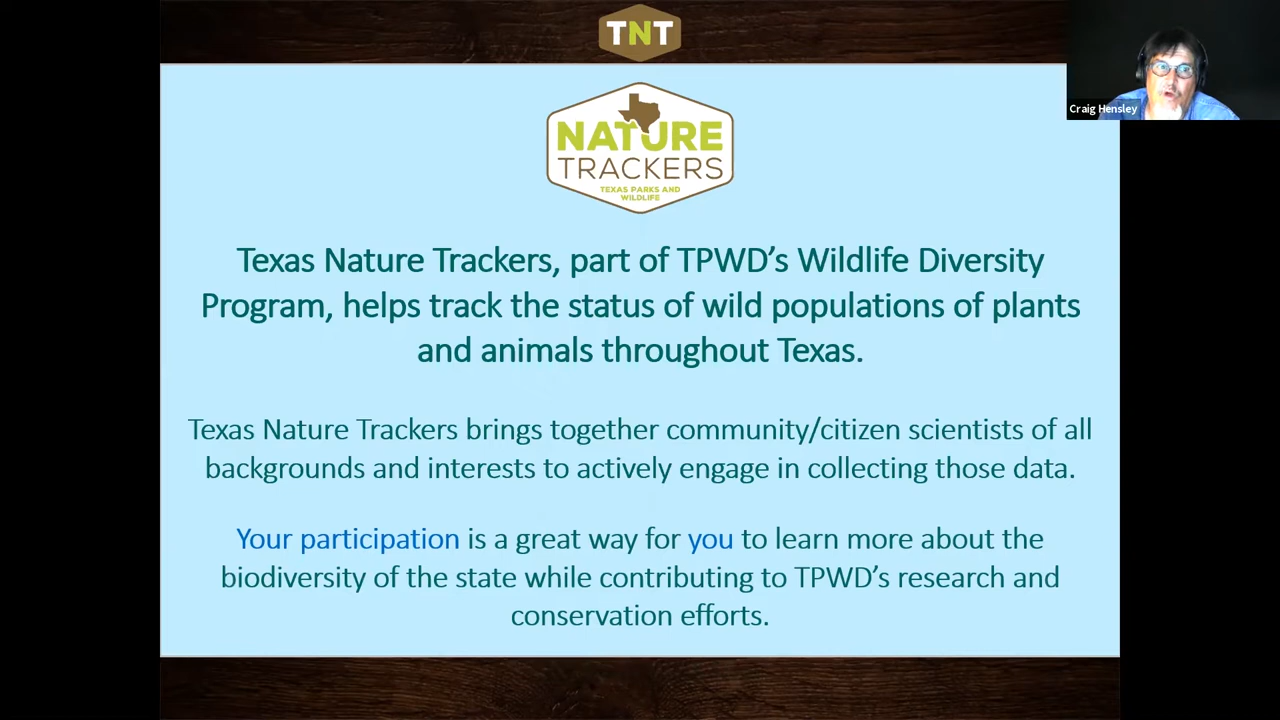 TNT
Craig Hensley
NATURE
TRACKERS
TEXAS PARKS AND
WILDLIFE
Texas Nature Trackers, part of TPWD’s Wildlife Diversity
Program, helps track the status of wild populations of plants
and animals throughout Texas.
Texas Nature Trackers brings together community/citizen scientists of all
backgrounds and interests to actively engage in collecting those data.
Your participation is a great way for you to learn more about the
biodiversity of the state while contributing to TPWD’s research and
conservation efforts.